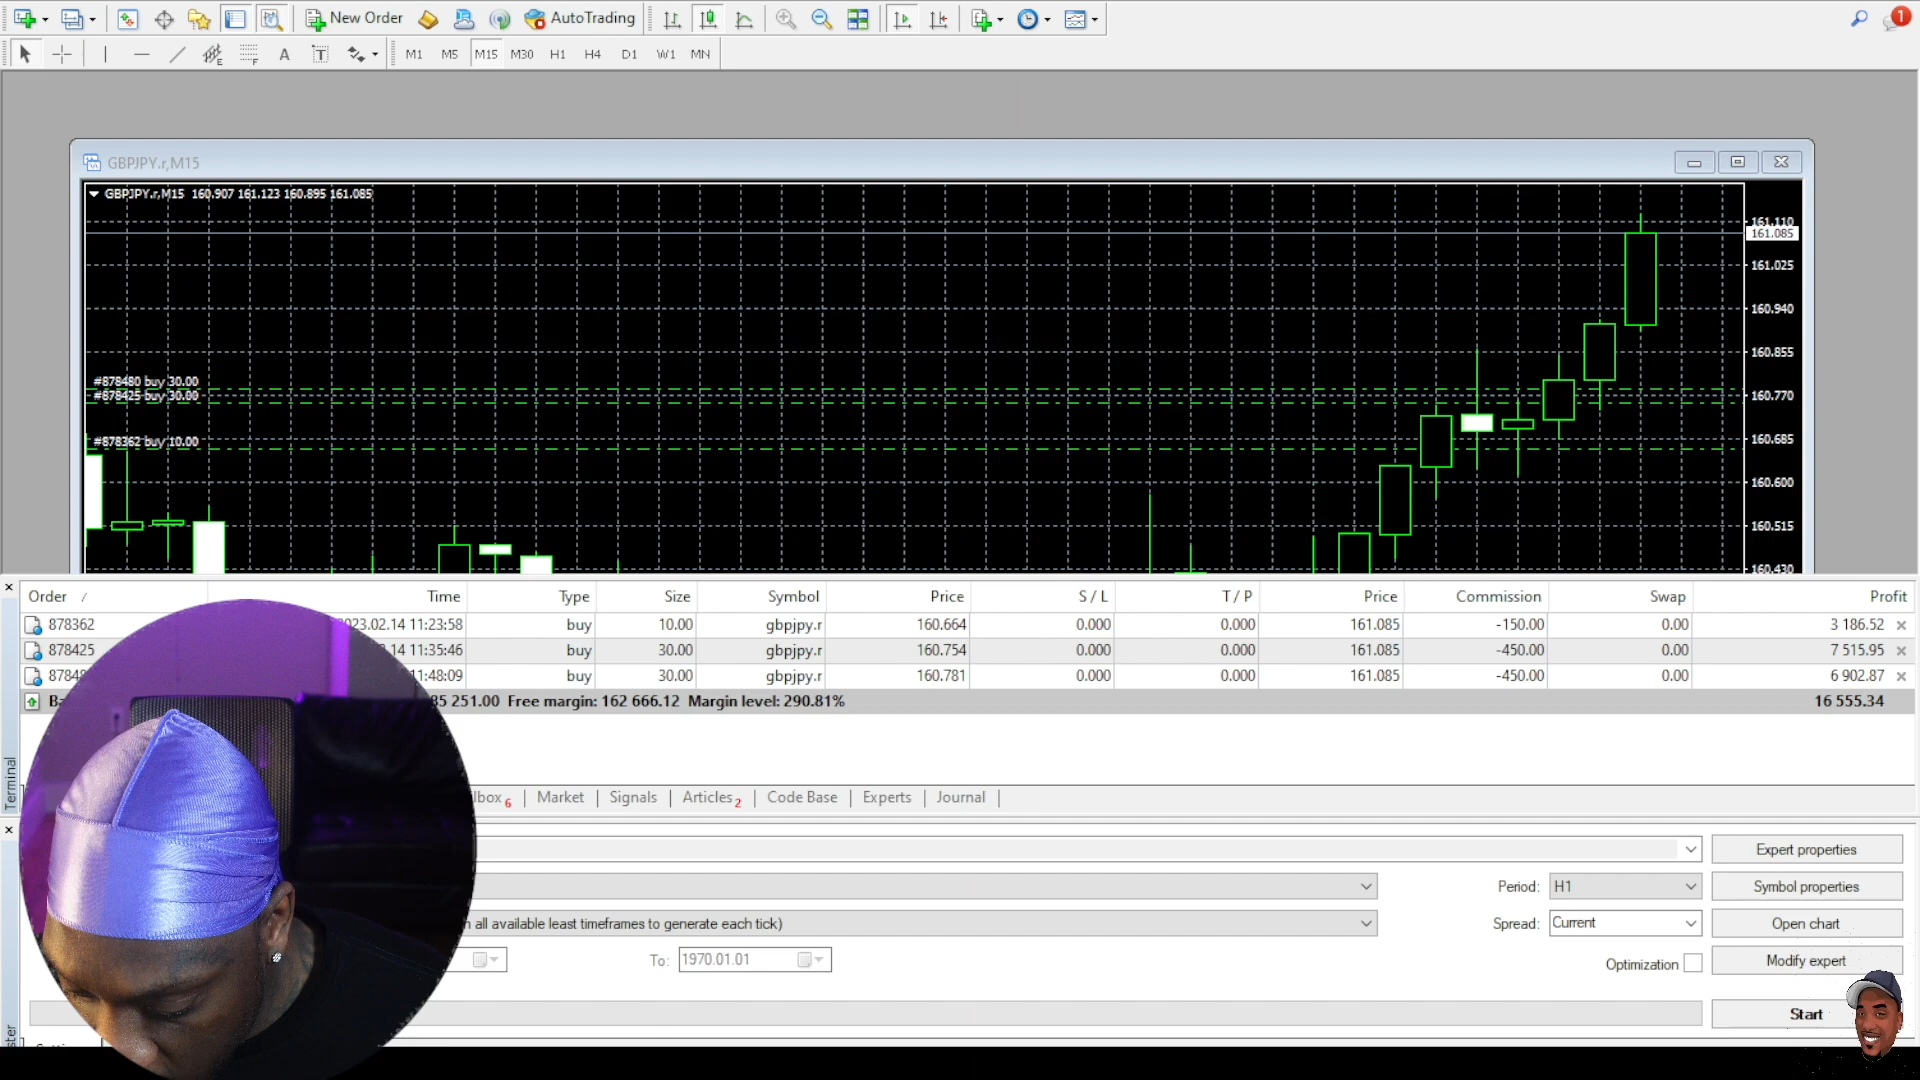 New Order AutoTrading 1
A T E F M1 M5 M15 M30 H1 H4 D1 W1 MN
GBPJPY.r,M15
GBPJPY.r,M15 160.907 161.123 160.895 161.085
161.110
161.085
161.025
160.940
160.855
#878480 buy 30.00
#878425 buy 30.00
160.770
#878362 buy 10.00
160.685
160.600
160.515
160.430
Order / Time Type Size Symbol Price S / L T / P Price Commission Swap Profit
878362 2023.02.14 11:23:58 buy 10.00 gbpjpy.r 160.664 0.000 0.000 161.085 -150.00 0.00 3 186.52
878425 14 11:35:46 buy 30.00 gbpjpy.r 160.754 0.000 0.000 161.085 -450.00 0.00 7 515.95
11:48:09 buy 30.00 gbpjpy.r 160.781 0.000 0.000 161.085 -450.00 0.00 6 902.87
251.00 Free margin: 162 666.12 Margin level: 290.81% 16 555.34
Terminal
lbox 6 Market Signals Articles 2 Code Base Experts Journal
Expert properties
Period: H1 Symbol properties
all available least timeframes to generate each tick) Spread: Current Open chart
To: 1970.01.01 Optimization Modify expert
Start